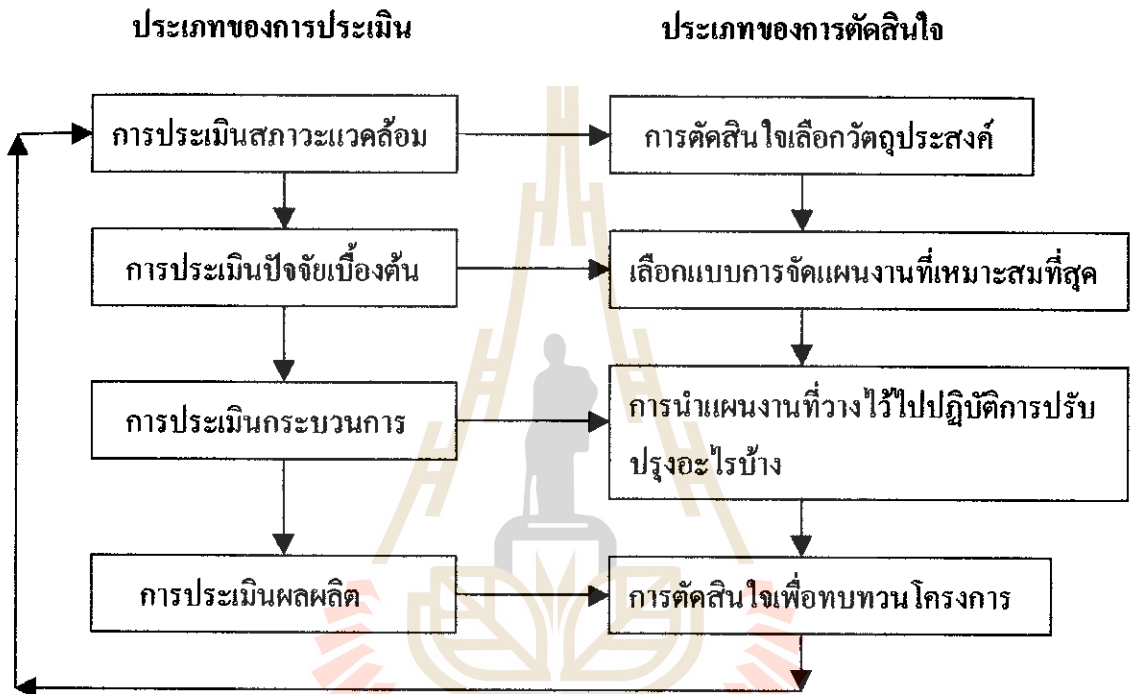 ประเภทของการประเมิน
ประเภทของการตัดสินใจ
การประเมินสภาวะแวดล้อม
การตัดสินใจเลือกวัตถุประสงค์
การประเมินปัจจัยเบื้องต้น
เลือกแบบการจัดแผนงานที่เหมาะสมที่สุด
การประเมินกระบวนการ
การนำแผนงานที่วางไว้ไปปฏิบัติการปรับ
ปรุงอะไรบ้าง
การประเมินผลผลิต
การตัดสินใจเพื่อทบทวนโครงการ